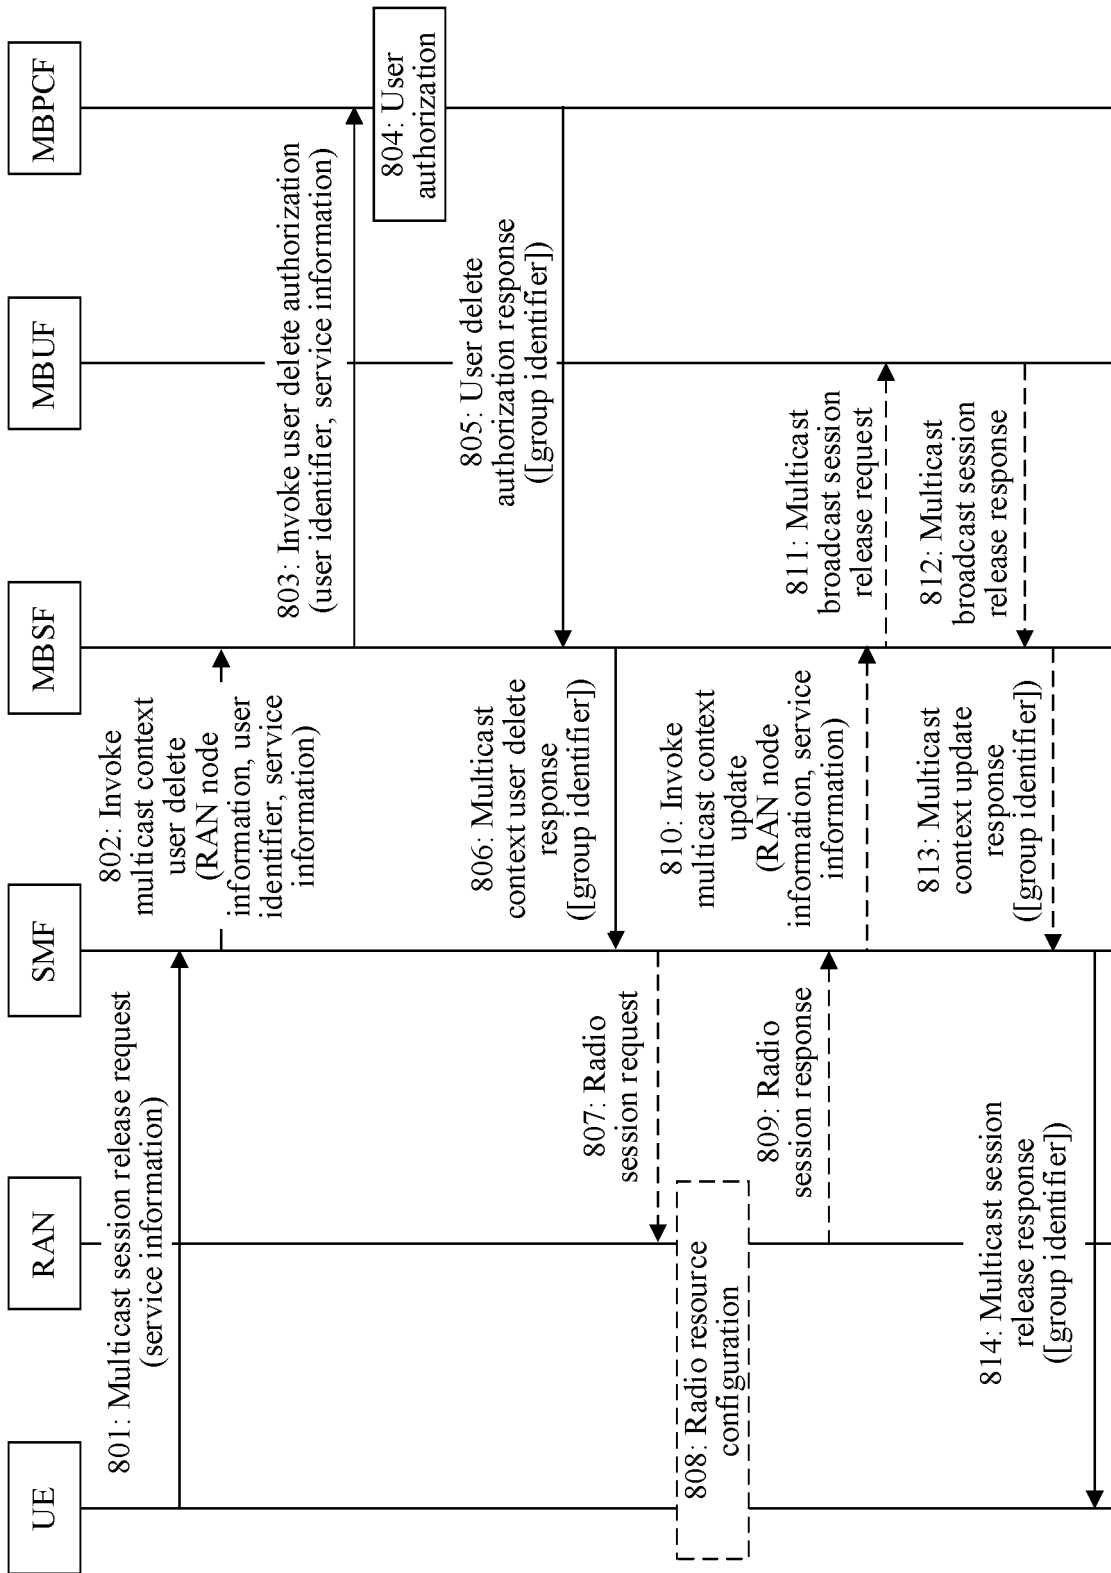 UE
RAN
SMF
MBSF
MBUF
MBPCF
801: Multicast session release request
(service information)
802: Invoke
multicast context
user delete
(RAN node
information, user
identifier, service
information)
803: Invoke user delete authorization
(user identifier, service information)
804: User
authorization
805: User delete
authorization response
([group identifier])
806: Multicast
context user delete
response
([group identifier])
807: Radio
session request
808: Radio resource
configuration
809: Radio
session response
810: Invoke
multicast context
update
(RAN node
information, service
information)
811: Multicast
broadcast session
release request
812: Multicast
broadcast session
release response
813: Multicast
context update
response
([group identifier])
814: Multicast session
release response
([group identifier])